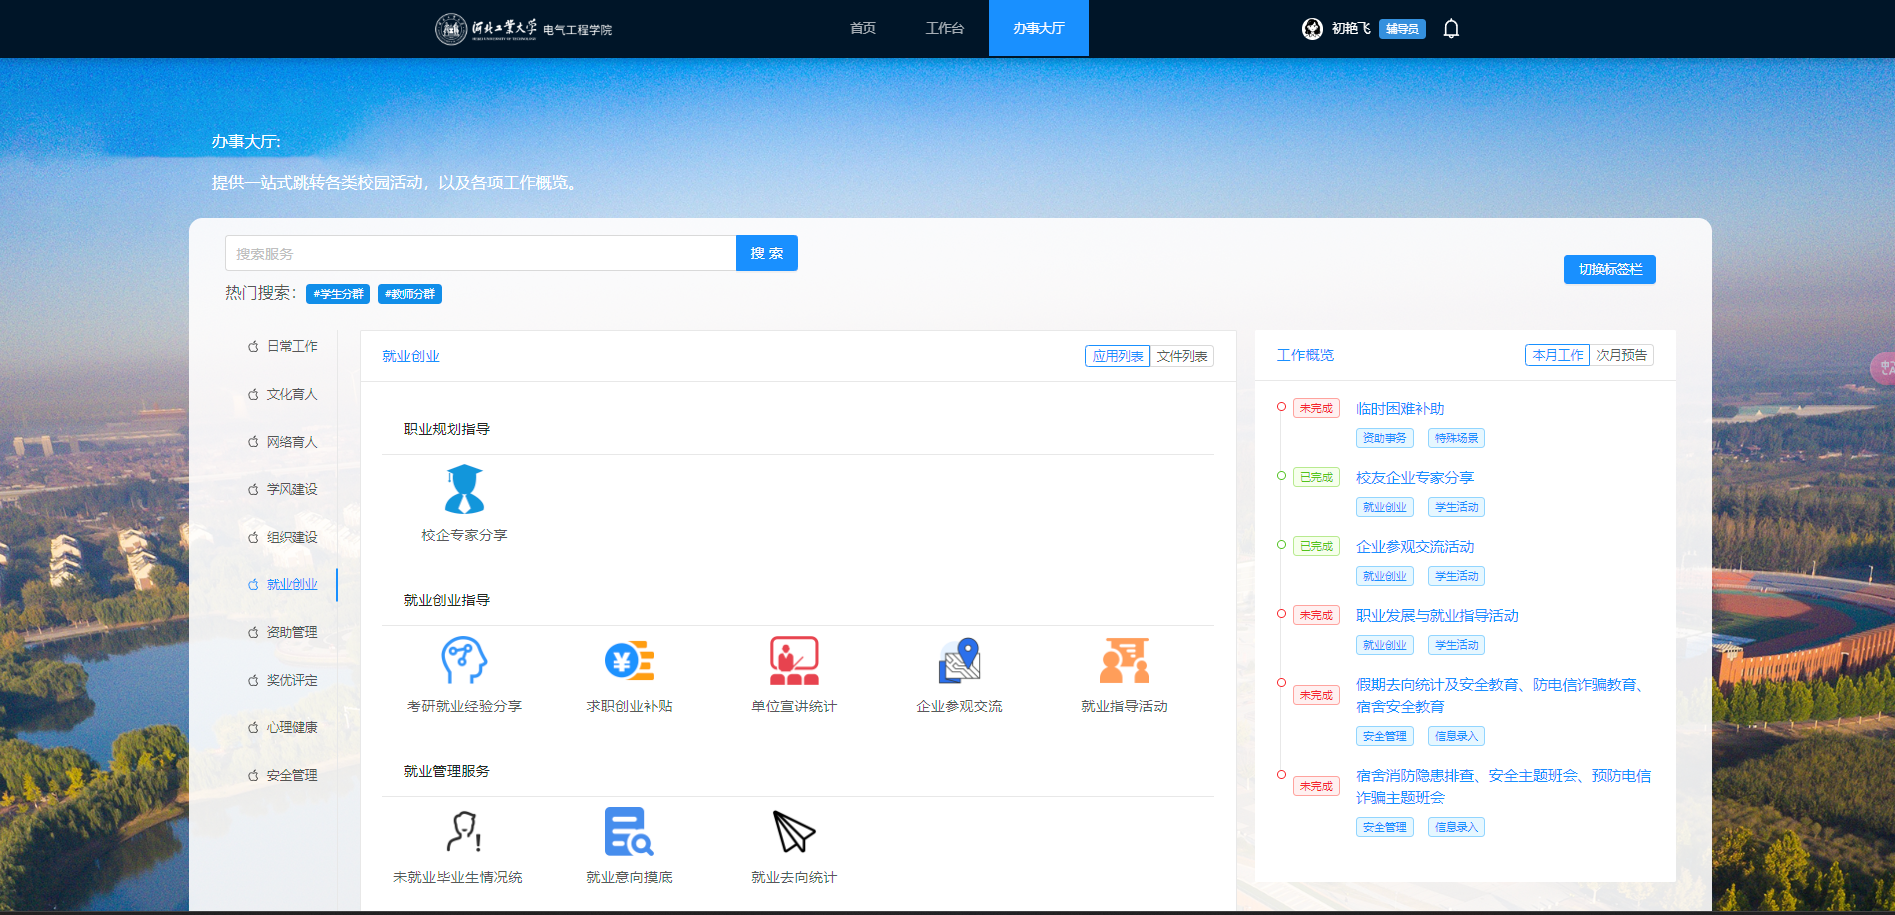 河北工业大学 电气工程学院
首页
工作台
办事大厅
初艳飞
辅导员
办事大厅:
提供一站式跳转各类校园活动，以及各项工作概览。
搜索服务
搜 索
热门搜索：
#学生分群
#教师分群
切换标签栏
日常工作
文化育人
网络育人
学风建设
组织建设
就业创业
资助管理
奖优评定
心理健康
安全管理
就业创业
应用列表
文件列表
职业规划指导
校企专家分享
就业创业指导
考研就业经验分享
求职创业补贴
单位宣讲统计
企业参观交流
就业指导活动
就业管理服务
未就业毕业生情况统
就业意向摸底
就业去向统计
工作概览
本月工作
次月预告
未完成
临时困难补助
资助事务
特殊场景
已完成
校友企业专家分享
就业创业
学生活动
已完成
企业参观交流活动
就业创业
学生活动
未完成
职业发展与就业指导活动
就业创业
学生活动
未完成
假期去向统计及安全教育、防电信诈骗教育、
宿舍安全教育
安全管理
信息录入
未完成
宿舍消防隐患排查、安全主题班会、预防电信
诈骗主题班会
安全管理
信息录入